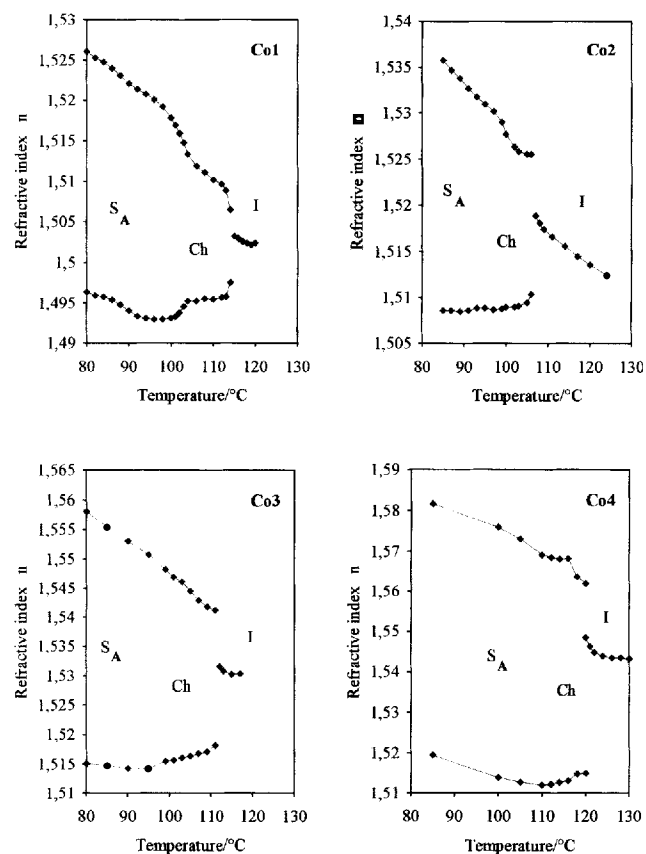 Co1
Refractive index n
1,53
1,525
1,52
1,515
1,51
1,505
1,5
1,495
1,49
S A
Ch
I
80 90 100 110 120 130
Temperature/°C
Co2
Refractive index n
1,54
1,535
1,53
1,525
1,52
1,515
1,51
1,505
S A
Ch
I
80 90 100 110 120 130
Temperature/°C
Co3
Refractive index n
1,565
1,56
1,555
1,55
1,545
1,54
1,535
1,53
1,525
1,52
1,515
1,51
S A
Ch
I
80 90 100 110 120 130
Temperature/°C
Co4
Refractive index n
1,59
1,58
1,57
1,56
1,55
1,54
1,53
1,52
1,51
S A
Ch
I
80 90 100 110 120 130
Temperature/°C